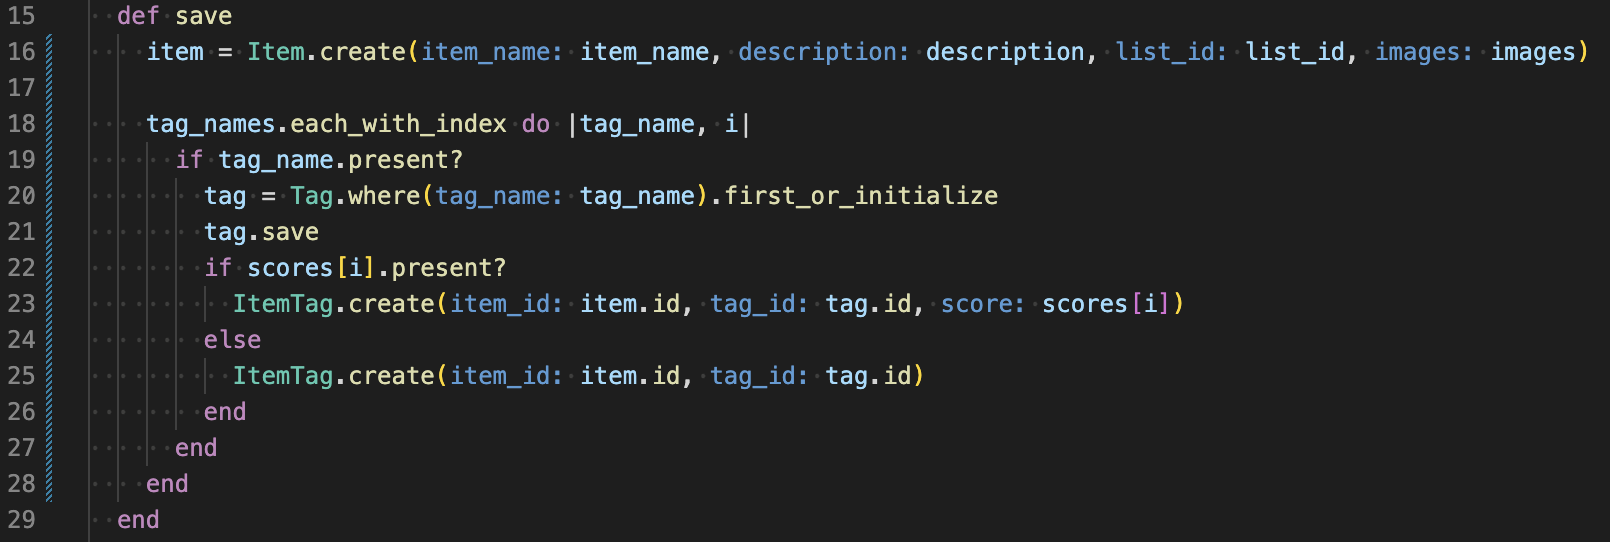 15 def save
16 item = Item.create(item_name: item_name, description: description, list_id: list_id, images: images)
17
18 tag_names.each_with_index do |tag_name, i|
19 if tag_name.present?
20 tag = Tag.where(tag_name: tag_name).first_or_initialize
21 tag.save
22 if scores[i].present?
23 ItemTag.create(item_id: item.id, tag_id: tag.id, score: scores[i])
24 else
25 ItemTag.create(item_id: item.id, tag_id: tag.id)
26 end
27 end
28 end
29 end